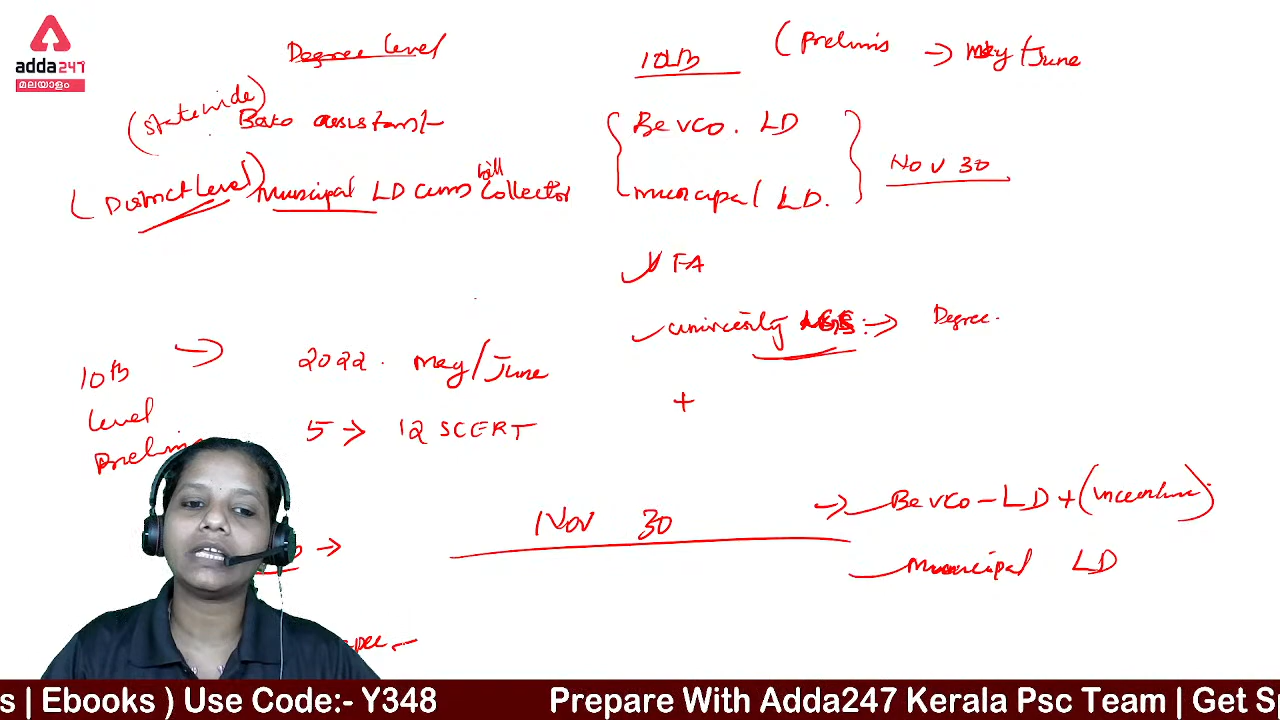 adda247
മലയാളം
Degree level
(statewide)
assistant
(District Level) Municipal LD cum bill Collector
10th (prelims → May/June
Bevco. LD
municipal LD.
Nov 30
✓ VFA
✓ university LGS → Degree.
10th level prelims → 2022. May/June
5 → 12 SCERT
+
Nov 30
→ Bevco - LD + (incentive)
municipal LD
s | Ebooks ) Use Code:- Y348 Prepare With Adda247 Kerala Psc Team | Get S